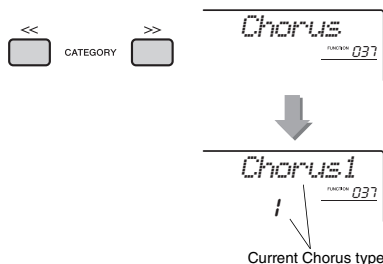 << >>
CATEGORY
Chorus
FUNCTION 037
Chorus1
FUNCTION 037
1
Current Chorus type